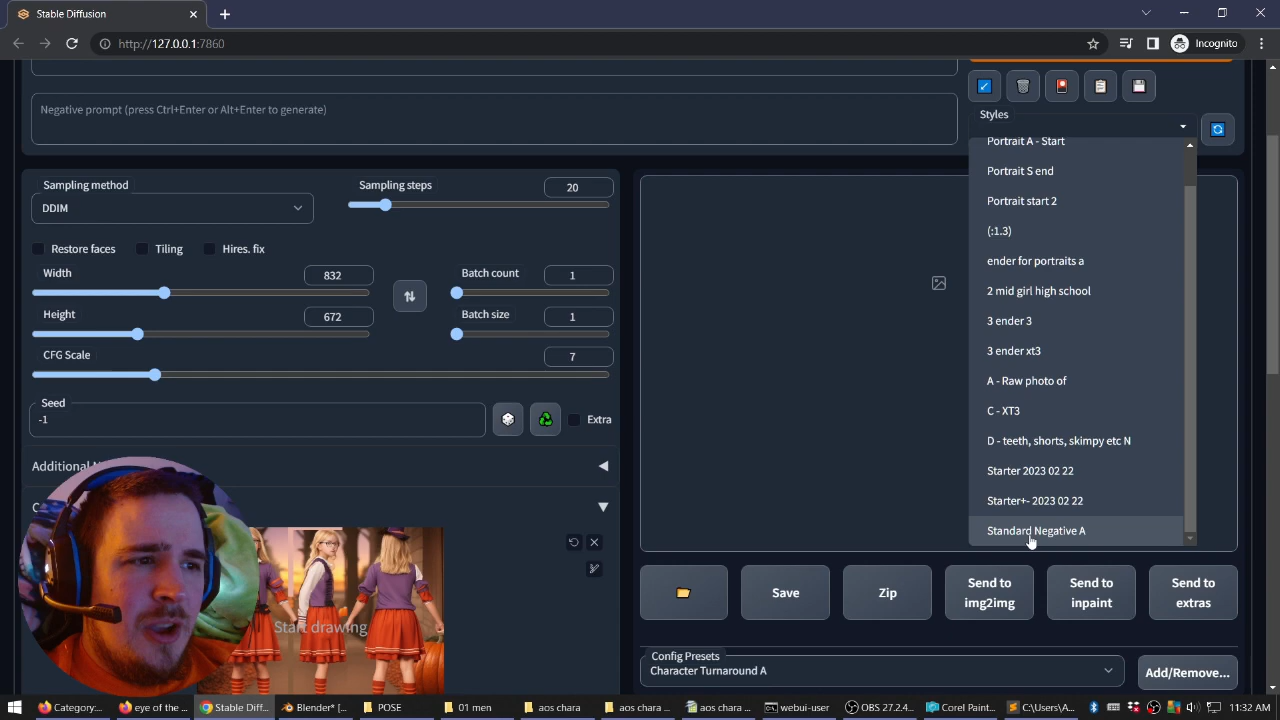 Stable Diffusion
http://127.0.0.1:7860
Incognito
Negative prompt (press Ctrl+Enter or Alt+Enter to generate)
Styles
Portrait A - Start
Portrait S end
Portrait start 2
(:1.3)
ender for portraits a
2 mid girl high school
3 ender 3
3 ender xt3
A - Raw photo of
C - XT3
D - teeth, shorts, skimpy etc N
Starter 2023 02 22
Starter+- 2023 02 22
Standard Negative A
Sampling method
Sampling steps
20
DDIM
Restore faces
Tiling
Hires. fix
Width
832
Batch count
1
Height
672
Batch size
1
CFG Scale
7
Seed
-1
Extra
Additional
Start drawing
Save
Zip
Send to
img2img
Send to
inpaint
Send to
extras
Config Presets
Character Turnaround A
Add/Remove...
Category:
eye of the ...
Stable Diff...
Blender* [...
POSE
01 men
aos chara
aos chara ...
aos chara ...
webui-user
OBS 27.2.4...
Corel Paint...
C:\Users\A...
11:32 AM